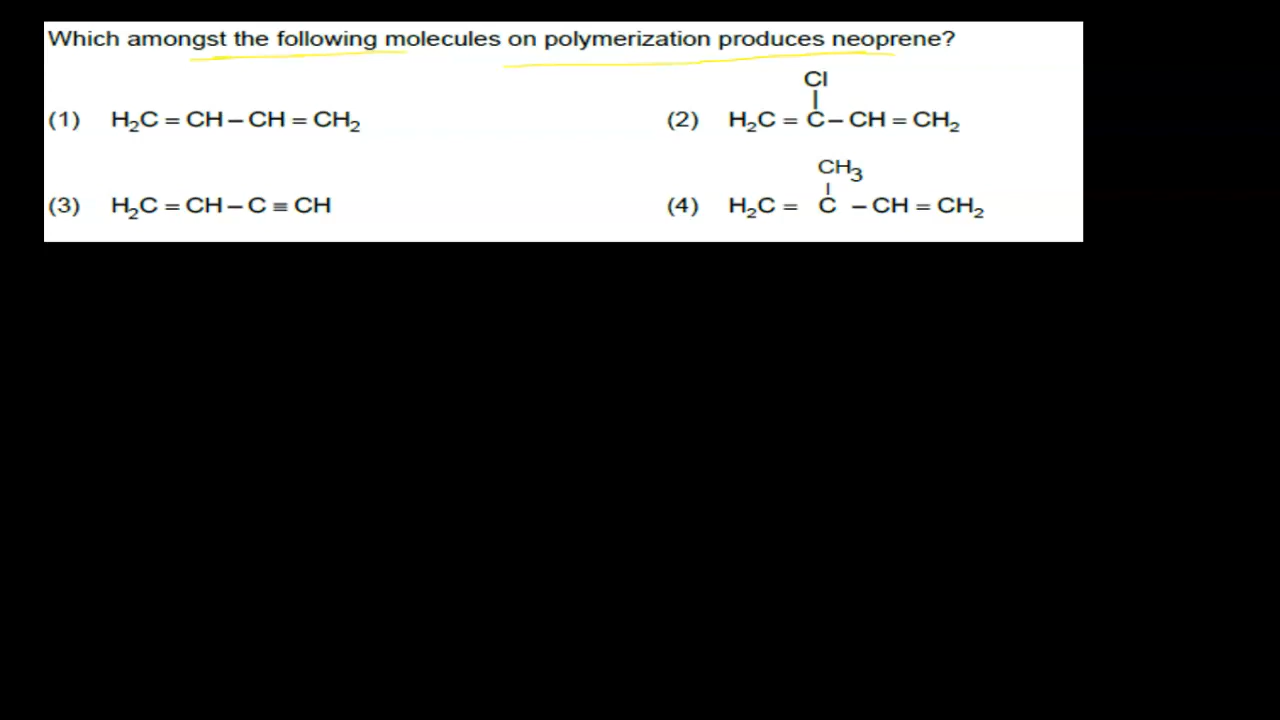 Which amongst the following molecules on polymerization produces neoprene?
(1) H₂C = CH – CH = CH₂
Cl
|
(2) H₂C = C – CH = CH₂
(3) H₂C = CH – C ≡ CH
CH₃
|
(4) H₂C = C – CH = CH₂